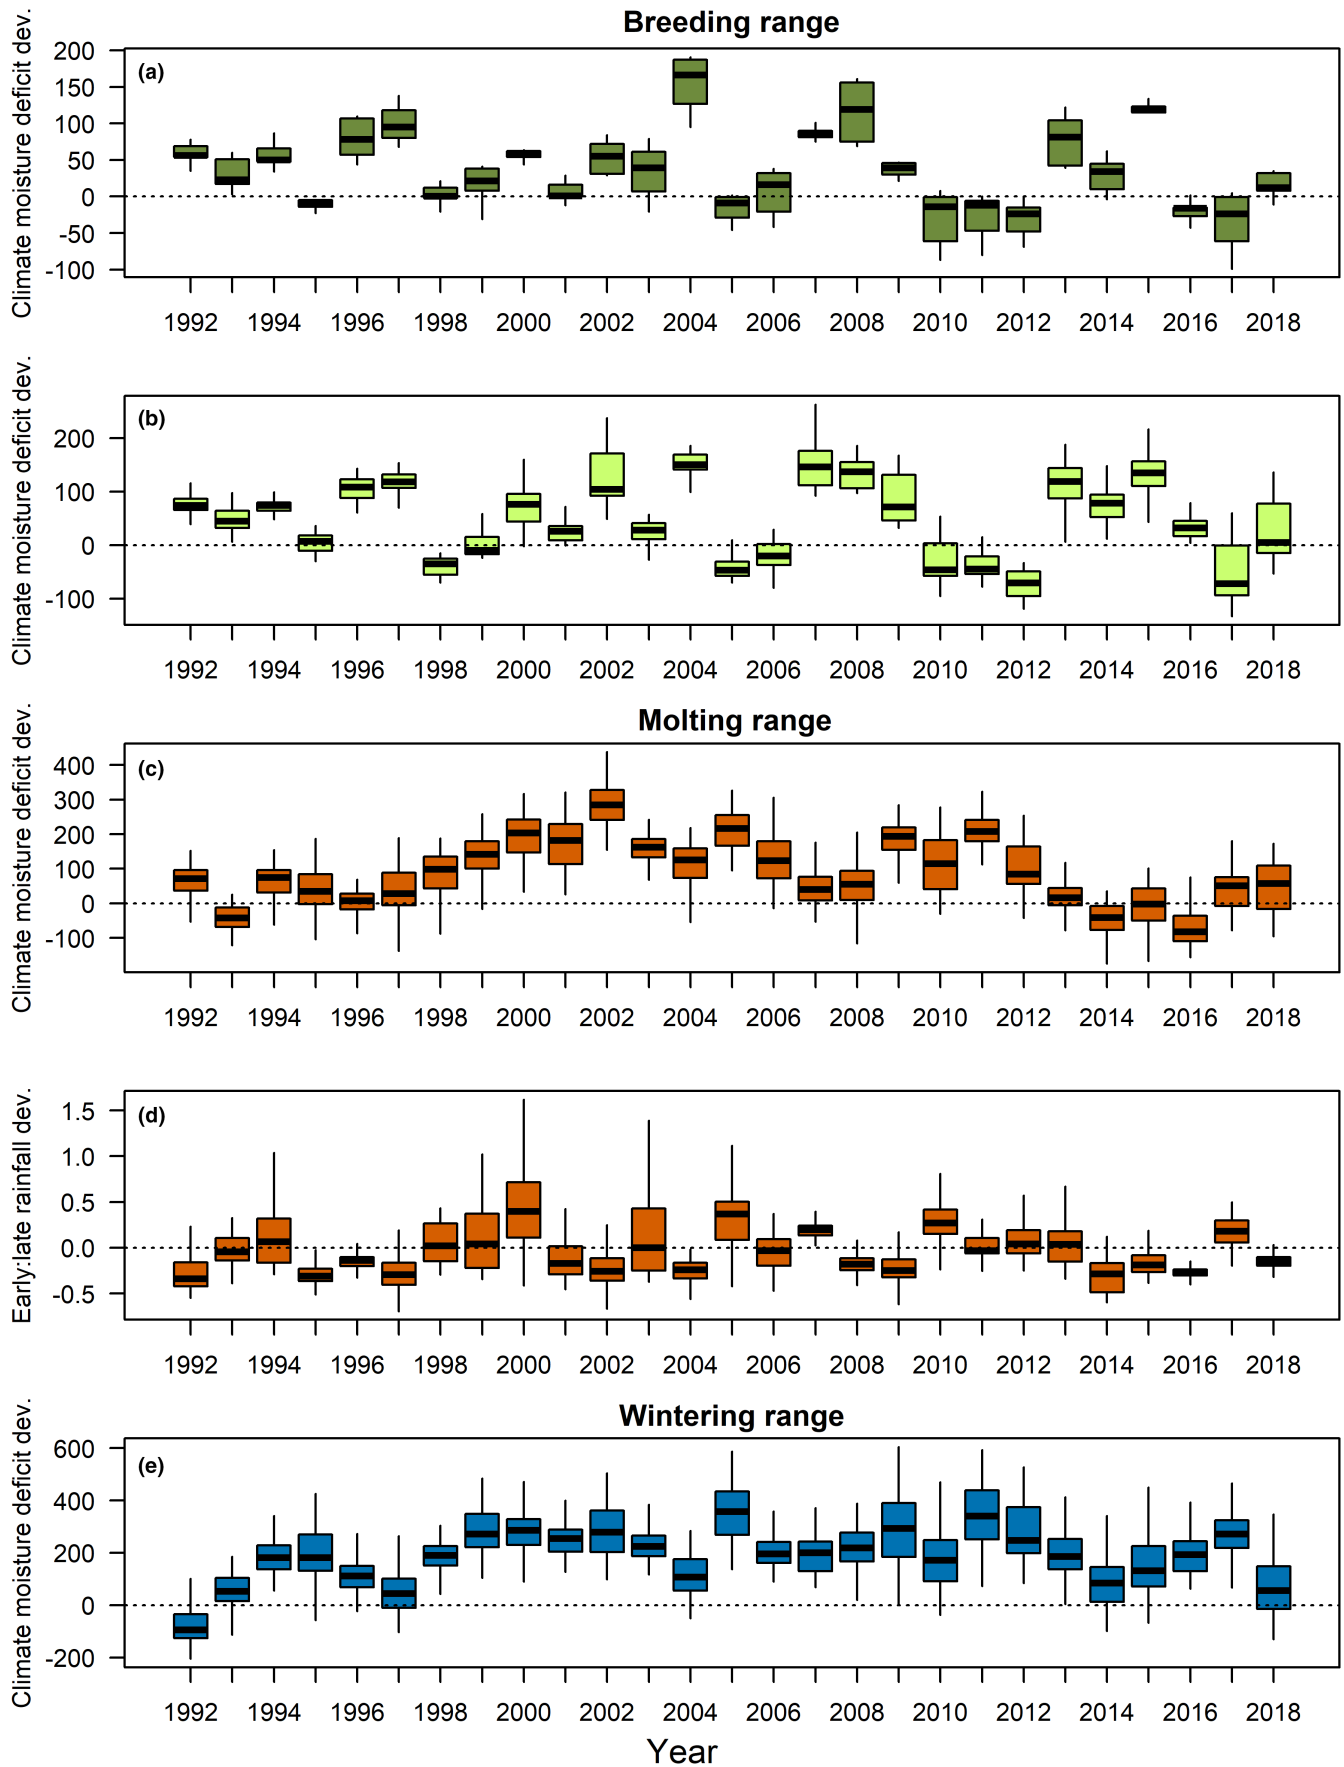 Breeding range
Climate moisture deficit dev.
(a)
200
150
100
50
0
-50
-100
1992 1994 1996 1998 2000 2002 2004 2006 2008 2010 2012 2014 2016 2018
Climate moisture deficit dev.
(b)
200
100
0
-100
1992 1994 1996 1998 2000 2002 2004 2006 2008 2010 2012 2014 2016 2018
Molting range
Climate moisture deficit dev.
(c)
400
300
200
100
0
-100
1992 1994 1996 1998 2000 2002 2004 2006 2008 2010 2012 2014 2016 2018
Early:late rainfall dev.
(d)
1.5
1.0
0.5
0.0
-0.5
1992 1994 1996 1998 2000 2002 2004 2006 2008 2010 2012 2014 2016 2018
Wintering range
Climate moisture deficit dev.
(e)
600
400
200
0
-200
1992 1994 1996 1998 2000 2002 2004 2006 2008 2010 2012 2014 2016 2018
Year